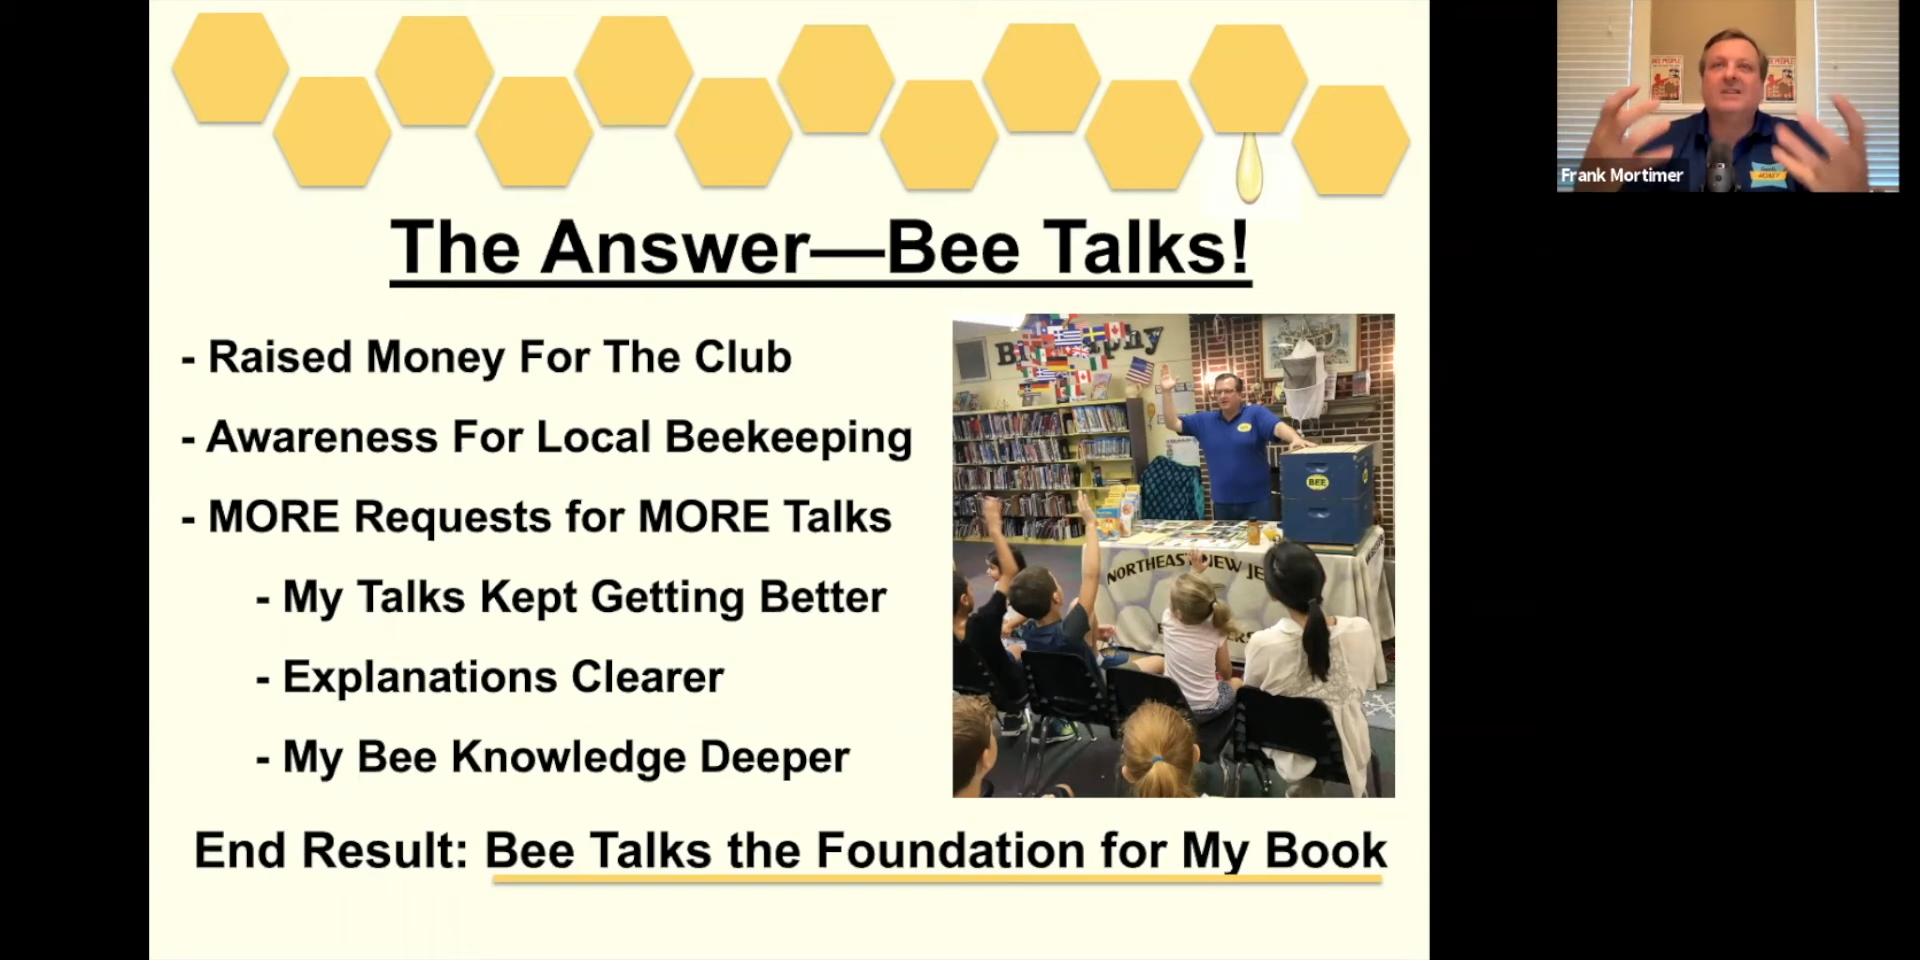 Frank Mortimer
The Answer—Bee Talks!
- Raised Money For The Club
- Awareness For Local Beekeeping
- MORE Requests for MORE Talks
- My Talks Kept Getting Better
- Explanations Clearer
- My Bee Knowledge Deeper
BEE
NORTHEAST NEW JE
End Result: Bee Talks the Foundation for My Book